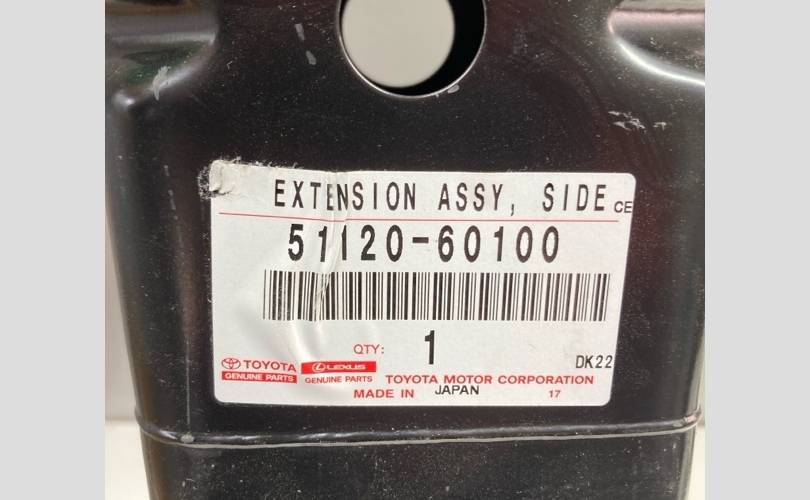 EXTENSION ASSY, SIDE CE
51120-60100
QTY: 1
DK22
TOYOTA LEXUS
GENUINE PARTS GENUINE PARTS TOYOTA MOTOR CORPORATION
MADE IN JAPAN 17